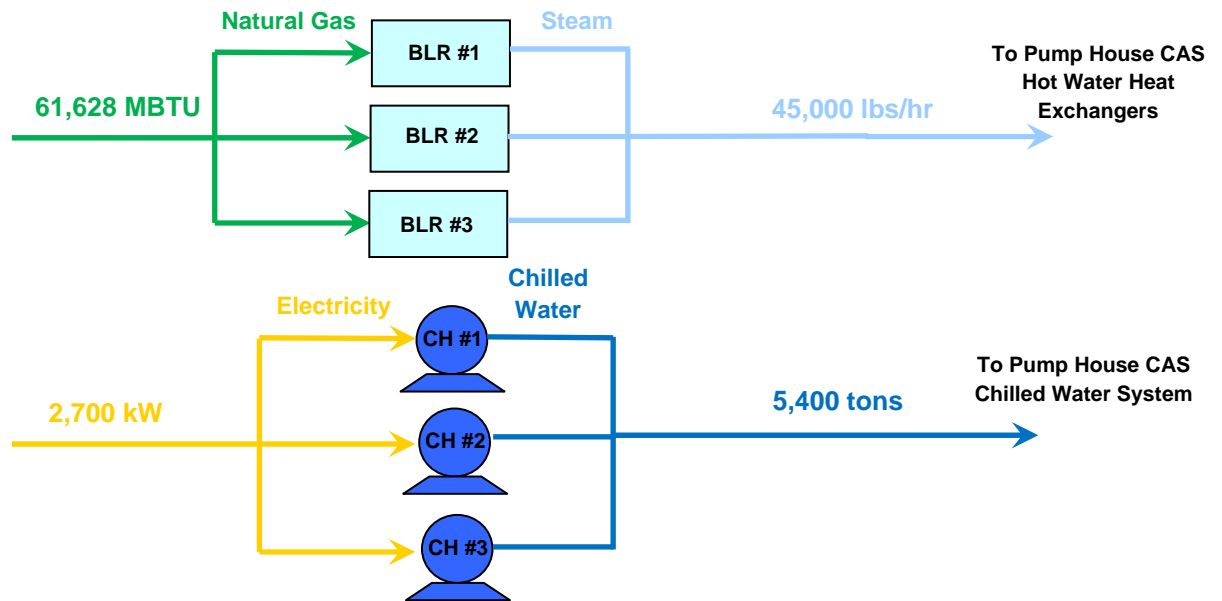 Natural Gas
Steam
BLR #1
To Pump House CAS
Hot Water Heat
Exchangers
61,628 MBTU
45,000 lbs/hr
BLR #2
BLR #3
Chilled
Water
Electricity
CH #1
To Pump House CAS
Chilled Water System
2,700 kW
5,400 tons
CH #2
CH #3